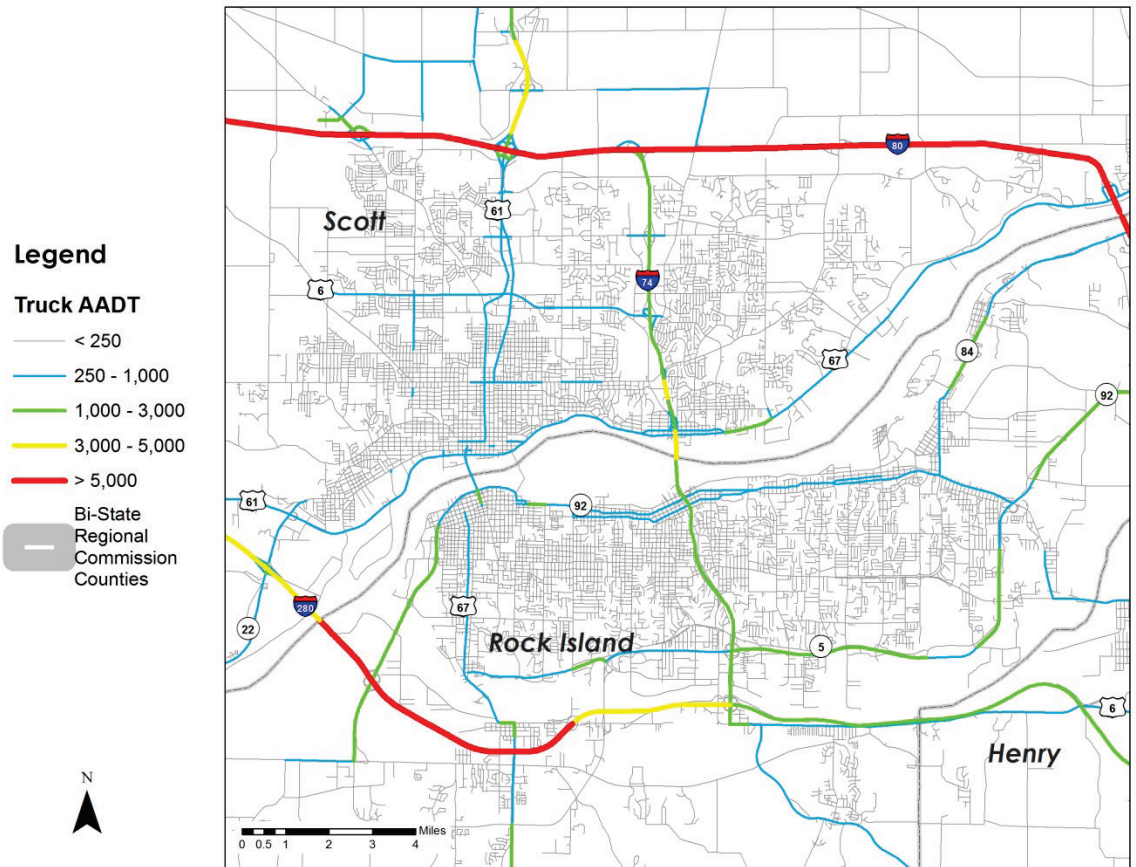 Legend
Truck AADT
< 250
250 - 1,000
1,000 - 3,000
3,000 - 5,000
> 5,000
Bi-State
Regional
Commission
Counties
N
80
61
Scott
74
6
67
84
92
61
92
280
67
22
Rock Island
5
6
Henry
Miles
0 0.5 1 2 3 4